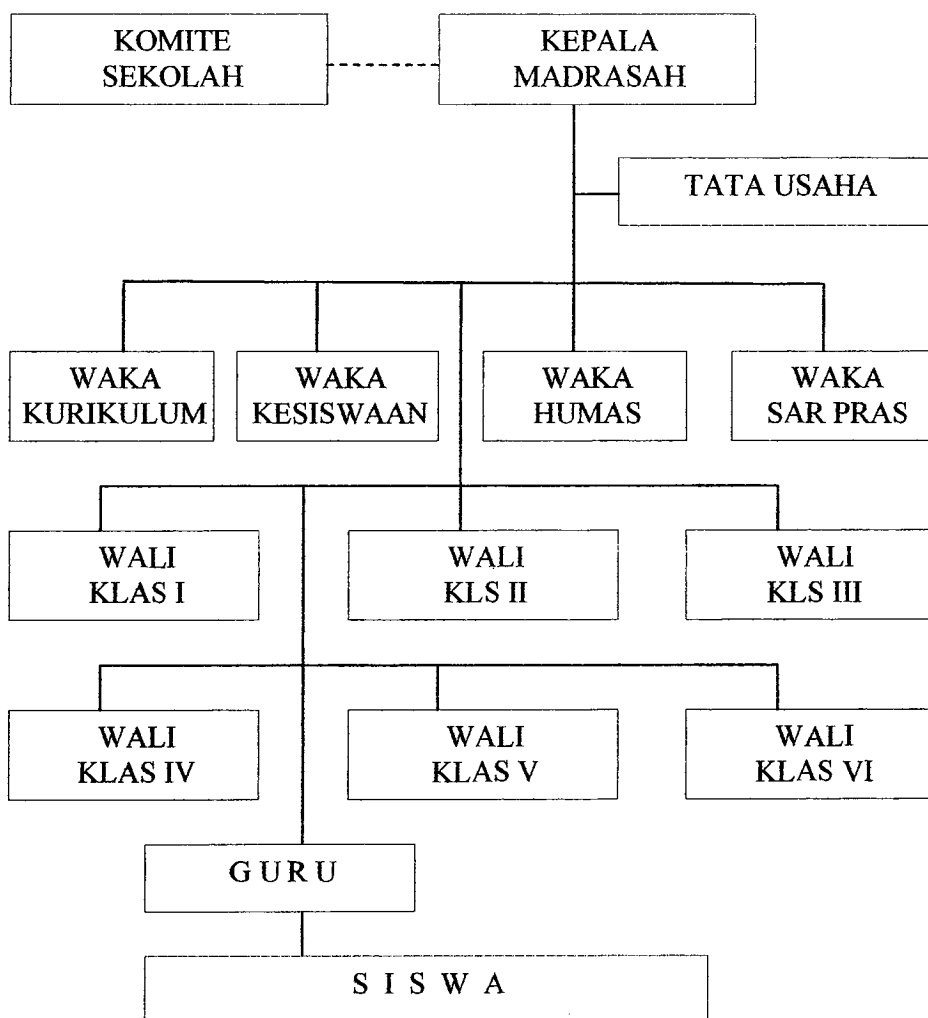 KOMITE
SEKOLAH
KEPALA
MADRASAH
TATA USAHA
WAKA
KURIKULUM
WAKA
KESISWAAN
WAKA
HUMAS
WAKA
SAR PRAS
WALI
KLAS I
WALI
KLS II
WALI
KLS III
WALI
KLAS IV
WALI
KLAS V
WALI
KLAS VI
G U R U
S I S W A